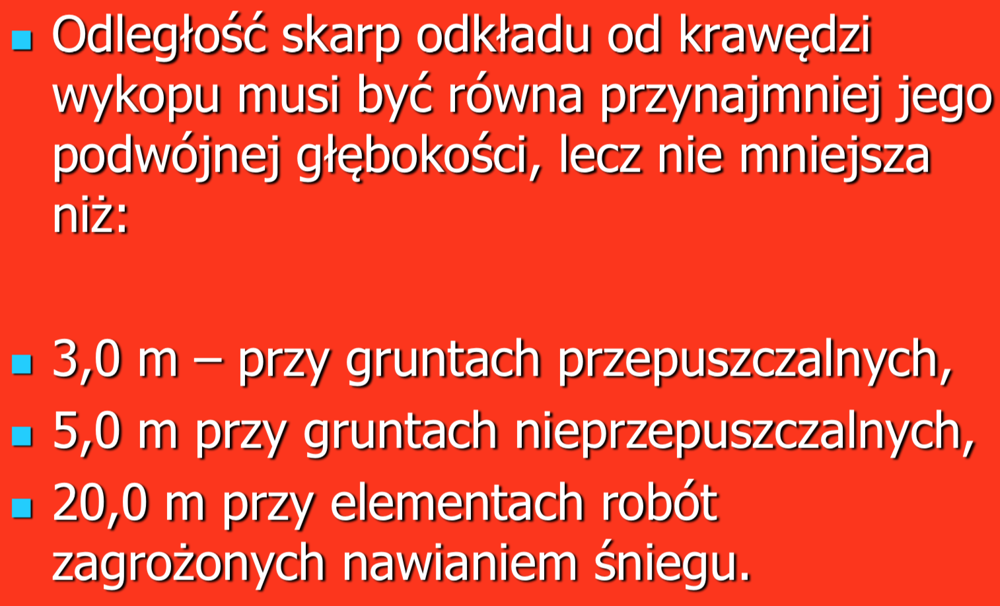 Odległość skarp odkładu od krawędzi
wykopu musi być równa przynajmniej jego
podwójnej głębokości, lecz nie mniejsza
niż:
3,0 m – przy gruntach przepuszczalnych,
5,0 m przy gruntach nieprzepuszczalnych,
20,0 m przy elementach robót
zagrożonych nawianiem śniegu.